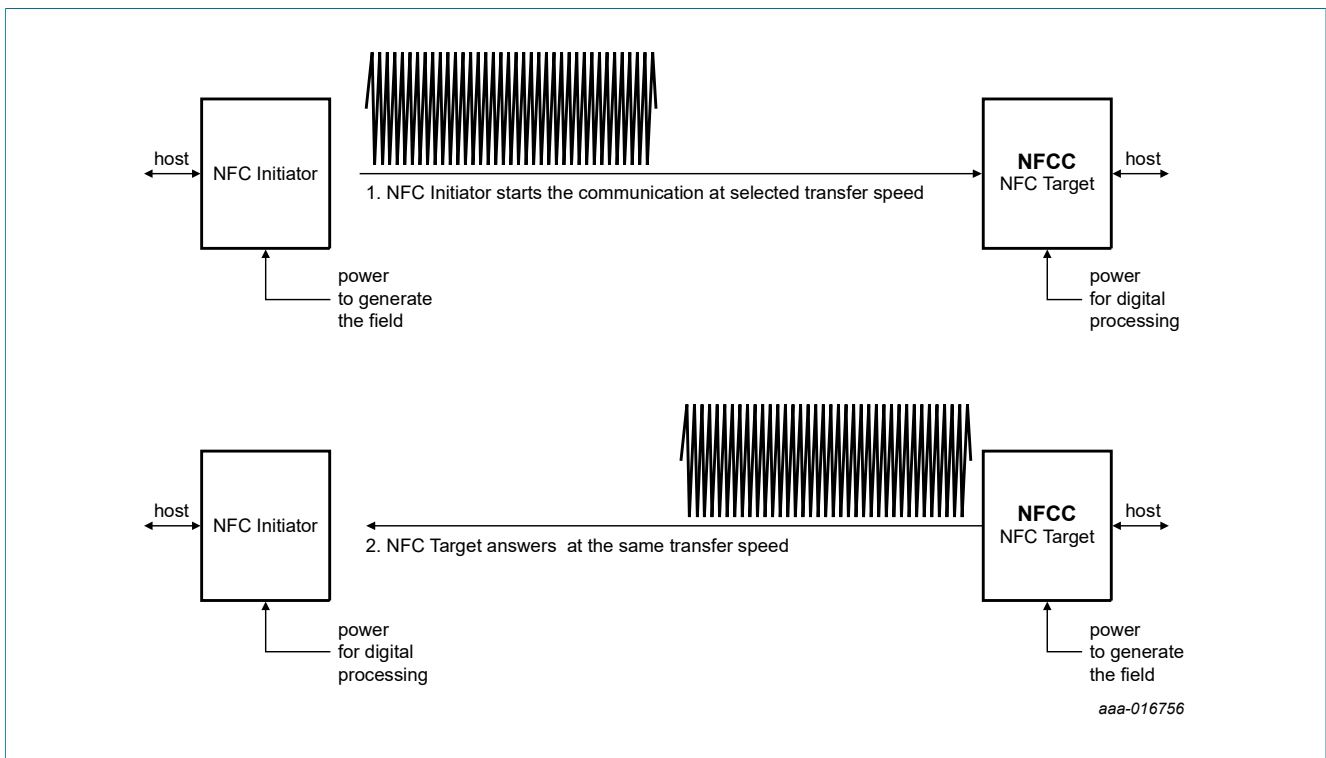 host
NFC Initiator
1. NFC Initiator starts the communication at selected transfer speed
NFCC
NFC Target
host
power
to generate
the field
power
for digital
processing
host
NFC Initiator
2. NFC Target answers  at the same transfer speed
NFCC
NFC Target
host
power
for digital
processing
power
to generate
the field
aaa-016756